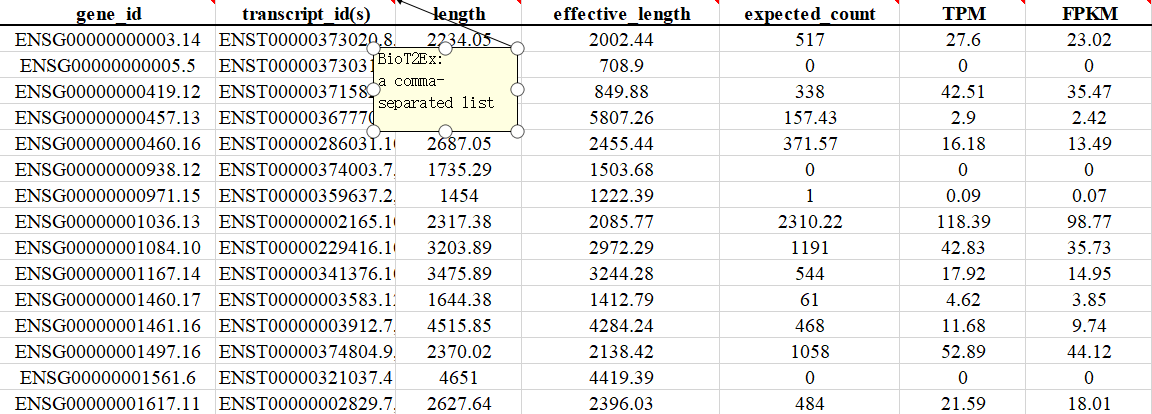 gene_id transcript_id(s) length effective_length expected_count TPM FPKM
ENSG00000000003.14 ENST00000373020.8, 2234.05 2002.44 517 27.6 23.02
ENSG00000000005.5 ENST00000373031 708.9 0 0 0
ENSG00000000419.12 ENST0000037158 849.88 338 42.51 35.47
ENSG00000000457.13 ENST0000036777 5807.26 157.43 2.9 2.42
ENSG00000000460.16 ENST00000286031.1 2687.05 2455.44 371.57 16.18 13.49
ENSG00000000938.12 ENST00000374003.7, 1735.29 1503.68 0 0 0
ENSG00000000971.15 ENST00000359637.2, 1454 1222.39 1 0.09 0.07
ENSG00000001036.13 ENST00000002165.1 2317.38 2085.77 2310.22 118.39 98.77
ENSG00000001084.10 ENST00000229416.1 3203.89 2972.29 1191 42.83 35.73
ENSG00000001167.14 ENST00000341376.1 3475.89 3244.28 544 17.92 14.95
ENSG00000001460.17 ENST00000003583.1 1644.38 1412.79 61 4.62 3.85
ENSG00000001461.16 ENST00000003912.7, 4515.85 4284.24 468 11.68 9.74
ENSG00000001497.16 ENST00000374804.9, 2370.02 2138.42 1058 52.89 44.12
ENSG00000001561.6 ENST00000321037.4 4651 4419.39 0 0 0
ENSG00000001617.11 ENST00000002829.7, 2627.64 2396.03 484 21.59 18.01
BioT2Ex:
a comma-
separated list